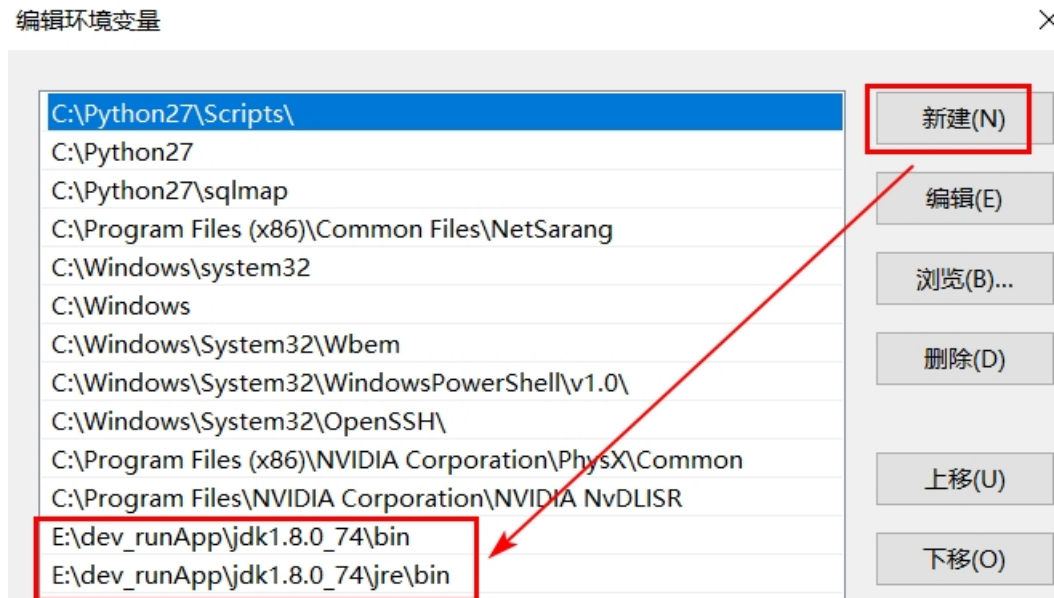 编辑环境变量
C:\Python27\Scripts\
C:\Python27
C:\Python27\sqlmap
C:\Program Files (x86)\Common Files\NetSarang
C:\Windows\system32
C:\Windows
C:\Windows\System32\Wbem
C:\Windows\System32\WindowsPowerShell\v1.0\
C:\Windows\System32\OpenSSH\
C:\Program Files (x86)\NVIDIA Corporation\PhysX\Common
C:\Program Files\NVIDIA Corporation\NVIDIA NvDLISR
E:\dev_runApp\jdk1.8.0_74\bin
E:\dev_runApp\jdk1.8.0_74\jre\bin
新建(N)
编辑(E)
浏览(B)...
删除(D)
上移(U)
下移(O)